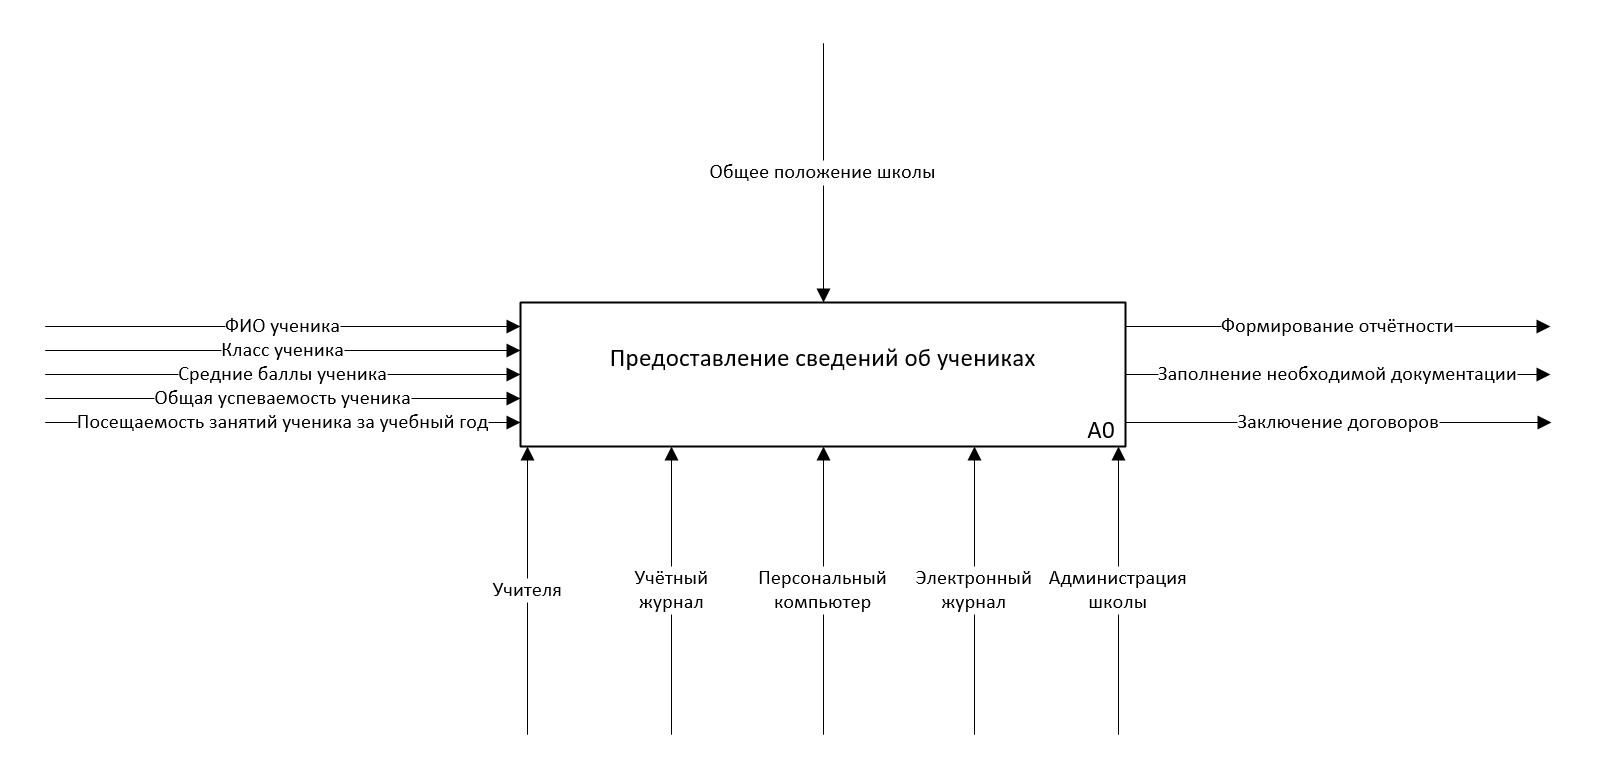 Общее положение школы
ФИО ученика
Класс ученика
Средние баллы ученика
Общая успеваемость ученика
Посещаемость занятий ученика за учебный год
Предоставление сведений об учениках
A0
Формирование отчётности
Заполнение необходимой документации
Заключение договоров
Учителя
Учётный
журнал
Персональный
компьютер
Электронный
журнал
Администрация
школы